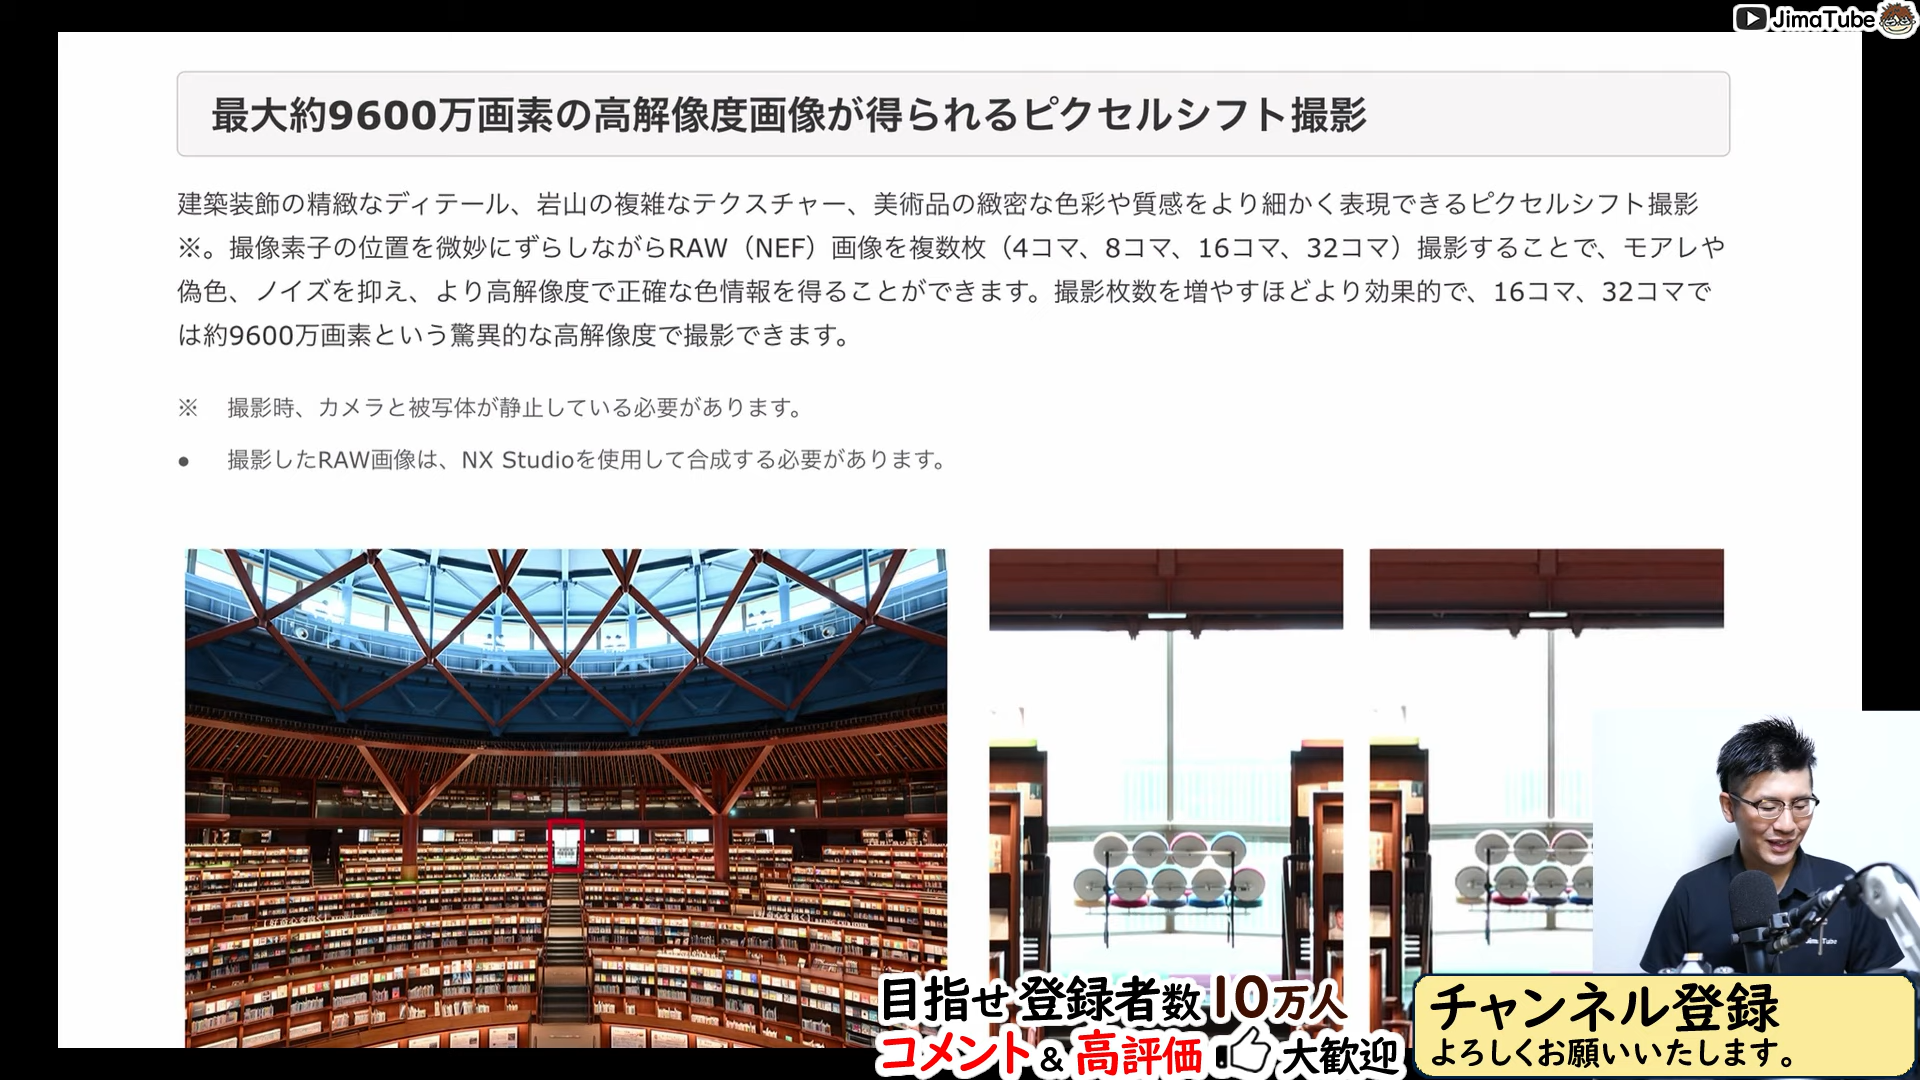 JimaTube
最大約9600万画素の高解像度画像が得られるピクセルシフト撮影
建築装飾の精緻なディテール、岩山の複雑なテクスチャー、美術品の緻密な色彩や質感をより細かく表現できるピクセルシフト撮影
※。撮像素子の位置を微妙にずらしながらRAW（NEF）画像を複数枚（4コマ、8コマ、16コマ、32コマ）撮影することで、モアレや
偽色、ノイズを抑え、より高解像度で正確な色情報を得ることができます。撮影枚数を増やすほどより効果的で、16コマ、32コマで
は約9600万画素という驚異的な高解像度で撮影できます。
※　撮影時、カメラと被写体が静止している必要があります。
●　撮影したRAW画像は、NX Studioを使用して合成する必要があります。
目指せ登録者数10万人
コメント&高評価 大歓迎
チャンネル登録
よろしくお願いいたします。